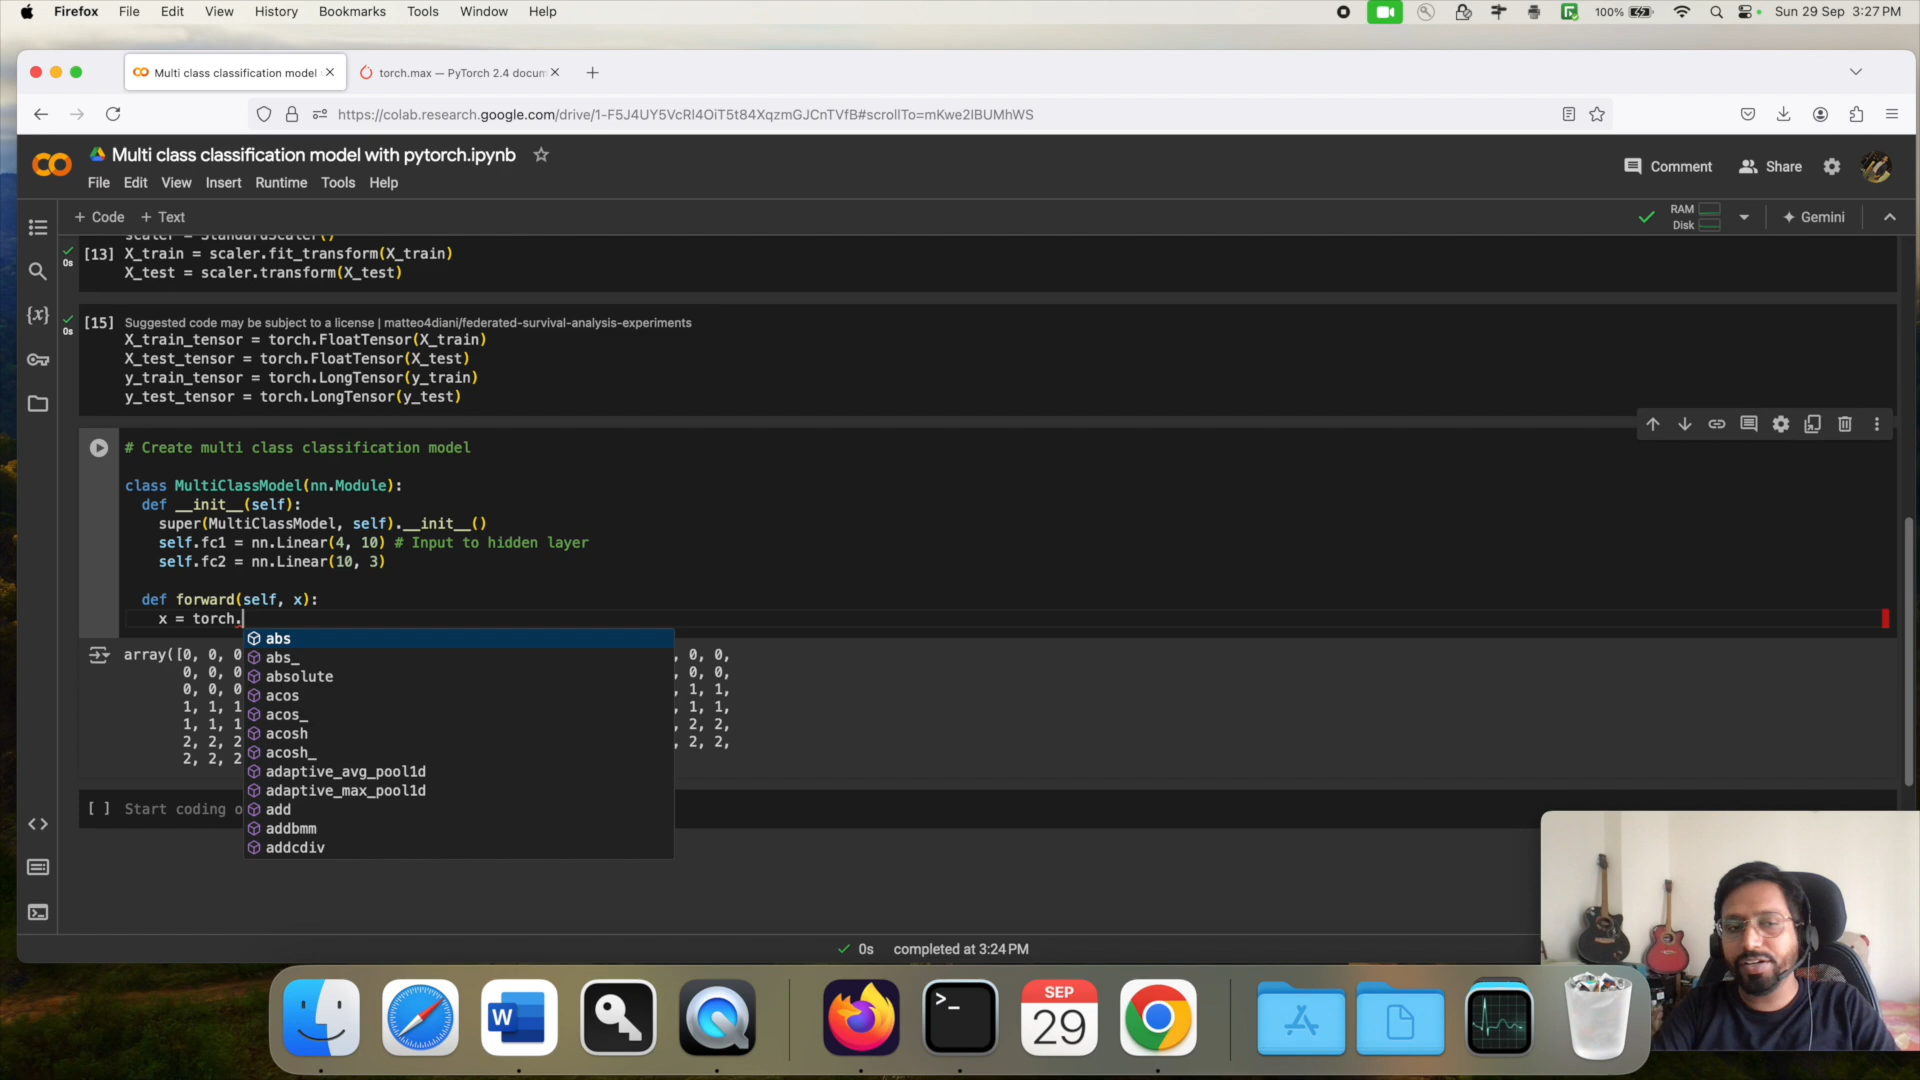 Firefox File Edit View History Bookmarks Tools Window Help 100% Sun 29 Sep 3:27 PM
Multi class classification model
torch.max — PyTorch 2.4 docum
https://colab.research.google.com/drive/1-F5J4UY5VcRI4OiT5t84XqzmGJCnTVfB#scrollTo=mKwe2IBUMhWS
Multi class classification model with pytorch.ipynb
File Edit View Insert Runtime Tools Help
Comment Share
+ Code + Text
RAM
Disk
Gemini
scaler = StandardScaler()
[13] X_train = scaler.fit_transform(X_train)
0s
X_test = scaler.transform(X_test)
[15] Suggested code may be subject to a license | matteo4diani/federated-survival-analysis-experiments
0s
X_train_tensor = torch.FloatTensor(X_train)
X_test_tensor = torch.FloatTensor(X_test)
y_train_tensor = torch.LongTensor(y_train)
y_test_tensor = torch.LongTensor(y_test)
# Create multi class classification model
class MultiClassModel(nn.Module):
def __init__(self):
super(MultiClassModel, self).__init__()
self.fc1 = nn.Linear(4, 10) # Input to hidden layer
self.fc2 = nn.Linear(10, 3)
def forward(self, x):
x = torch.
abs
abs_
absolute
acos
acos_
acosh
acosh_
adaptive_avg_pool1d
adaptive_max_pool1d
add
addbmm
addcdiv
array([0, 0, 0 , 0, 0,
0, 0, 0 , 0, 0,
0, 0, 0 , 1, 1,
1, 1, 1 , 1, 1,
1, 1, 1 , 2, 2,
2, 2, 2 , 2, 2,
2, 2, 2
[ ] Start coding o
0s completed at 3:24 PM
W
SEP
29